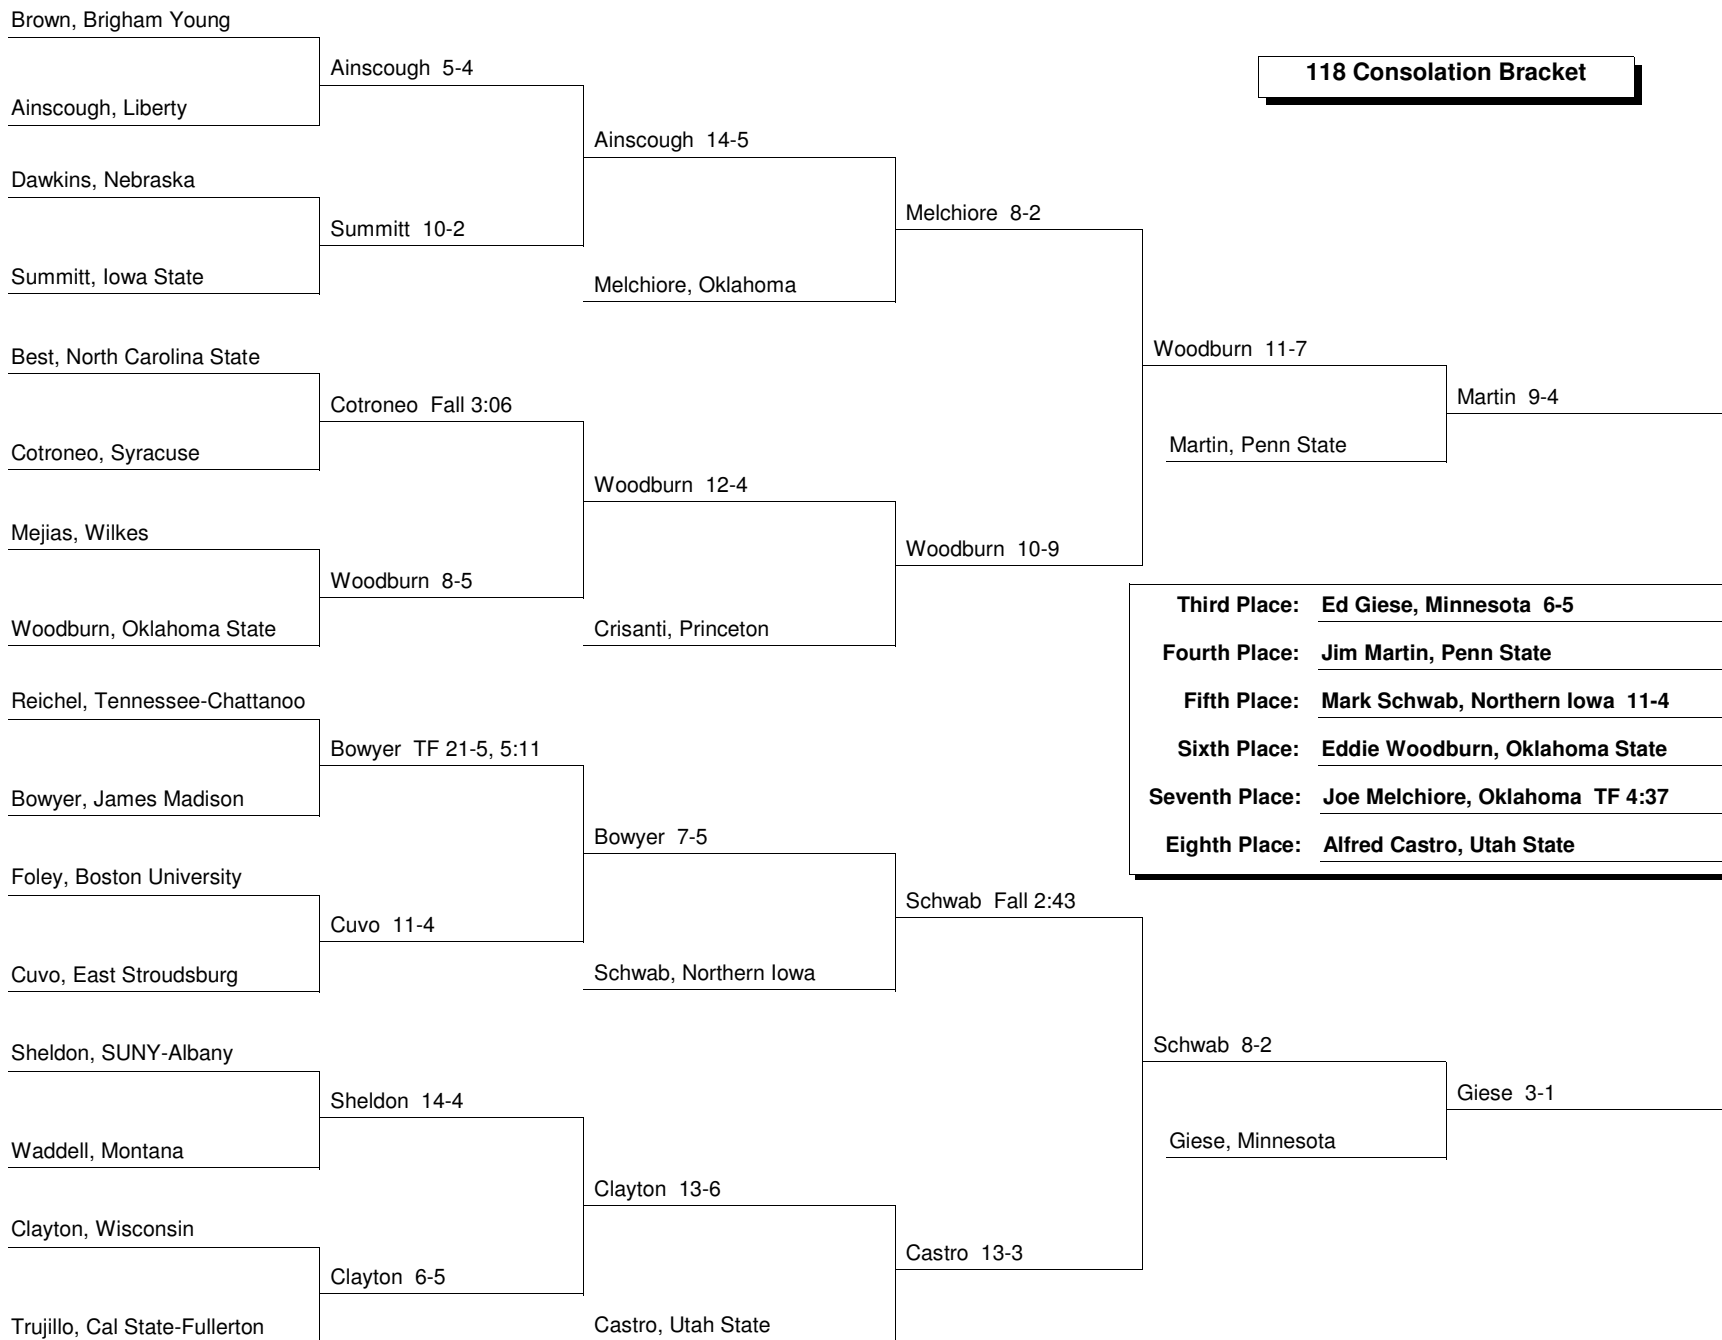 Brown, Brigham Young
Ainscough 5-4
118 Consolation Bracket
Ainscough, Liberty
Ainscough 14-5
Dawkins, Nebraska
Melchiore 8-2
Summitt 10-2
Summitt, Iowa State
Melchiore, Oklahoma
Woodburn 11-7
Best, North Carolina State
Martin 9-4
Cotroneo Fall 3:06
Martin, Penn State
Cotroneo, Syracuse
Woodburn 12-4
Mejias, Wilkes
Woodburn 10-9
Woodburn 8-5
Third Place: Ed Giese, Minnesota 6-5
Woodburn, Oklahoma State
Crisanti, Princeton
Fourth Place: Jim Martin, Penn State
Reichel, Tennessee-Chattanoo
Fifth Place: Mark Schwab, Northern Iowa 11-4
Bowyer TF 21-5, 5:11
Sixth Place: Eddie Woodburn, Oklahoma State
Bowyer, James Madison
Seventh Place: Joe Melchiore, Oklahoma TF 4:37
Bowyer 7-5
Eighth Place: Alfred Castro, Utah State
Foley, Boston University
Schwab Fall 2:43
Cuvo 11-4
Cuvo, East Stroudsburg
Schwab, Northern Iowa
Schwab 8-2
Sheldon, SUNY-Albany
Giese 3-1
Sheldon 14-4
Giese, Minnesota
Waddell, Montana
Clayton 13-6
Clayton, Wisconsin
Castro 13-3
Clayton 6-5
Trujillo, Cal State-Fullerton
Castro, Utah State